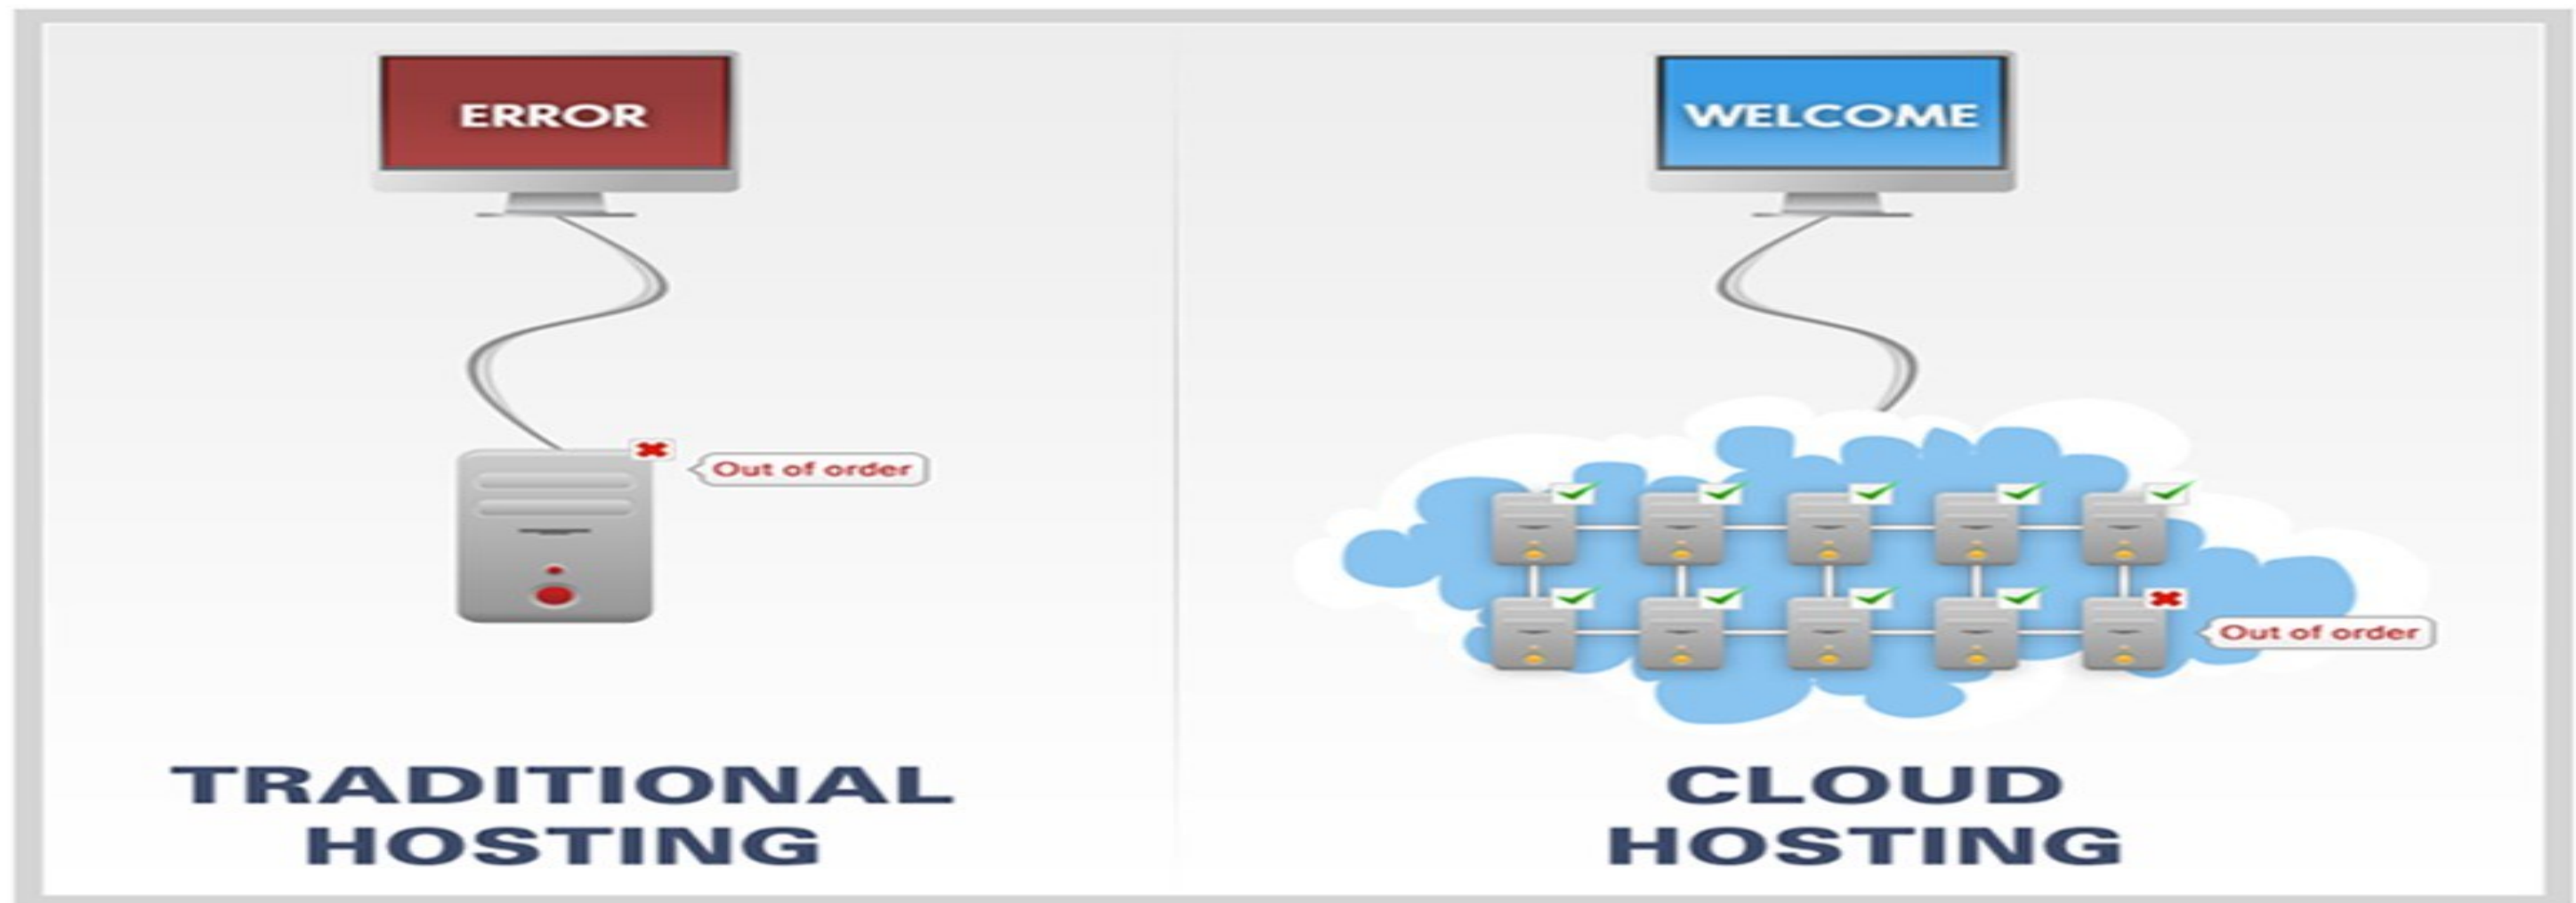 ERROR
Out of order
TRADITIONAL
HOSTING
WELCOME
Out of order
CLOUD
HOSTING